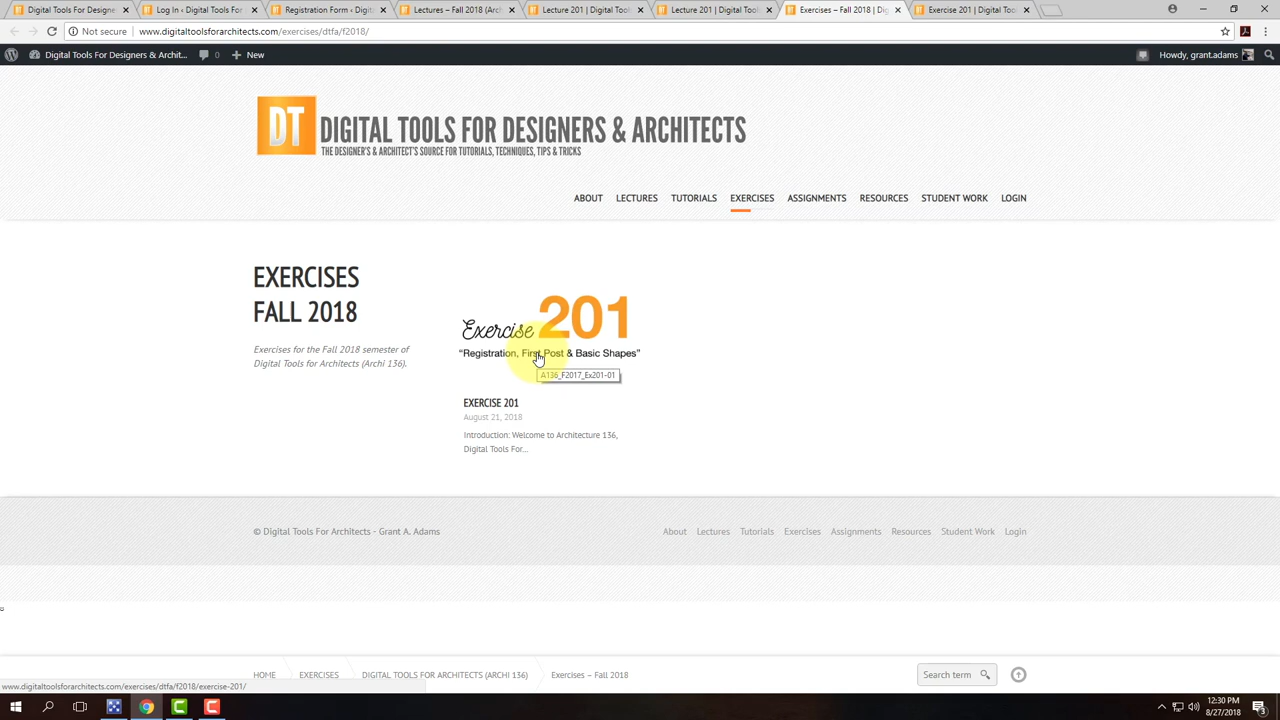 Digital Tools For Designe
Log In ‹ Digital Tools For
Registration Form ‹ Digit
Lectures – Fall 2018 (Arc
Lecture 201 | Digital Too
Lecture 201 | Digital Tools
Exercises – Fall 2018 | Dig
Exercise 201 | Digital Too
Not secure www.digitaltoolsforarchitects.com/exercises/dtfa/f2018/
Digital Tools For Designers & Archit... 0 New Howdy, grant.adams
DT
DIGITAL TOOLS FOR DESIGNERS & ARCHITECTS
THE DESIGNER'S & ARCHITECT'S SOURCE FOR TUTORIALS, TECHNIQUES, TIPS & TRICKS
ABOUT LECTURES TUTORIALS EXERCISES ASSIGNMENTS RESOURCES STUDENT WORK LOGIN
EXERCISES
FALL 2018
Exercises for the Fall 2018 semester of
Digital Tools for Architects (Archi 136).
Exercise 201
“Registration, First Post & Basic Shapes”
A136_F2017_Ex201-01
EXERCISE 201
August 21, 2018
Introduction: Welcome to Architecture 136,
Digital Tools For...
© Digital Tools For Architects - Grant A. Adams
About Lectures Tutorials Exercises Assignments Resources Student Work Login
HOME EXERCISES DIGITAL TOOLS FOR ARCHITECTS (ARCHI 136) Exercises – Fall 2018
Search term
www.digitaltoolsforarchitects.com/exercises/dtfa/f2018/exercise-201/
12:30 PM
8/27/2018
3